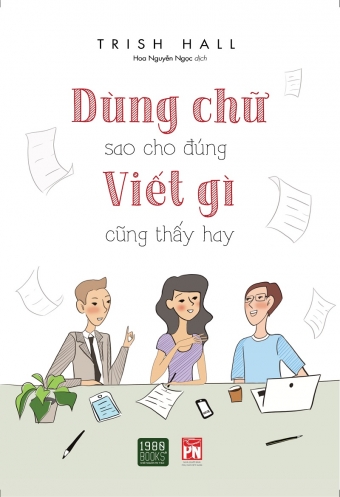 TRISH HALL
Hoa Nguyễn Ngọc dịch
Dùng chữ
sao cho đúng
Viết gì
cũng thấy hay
1980
BOOKS
PN